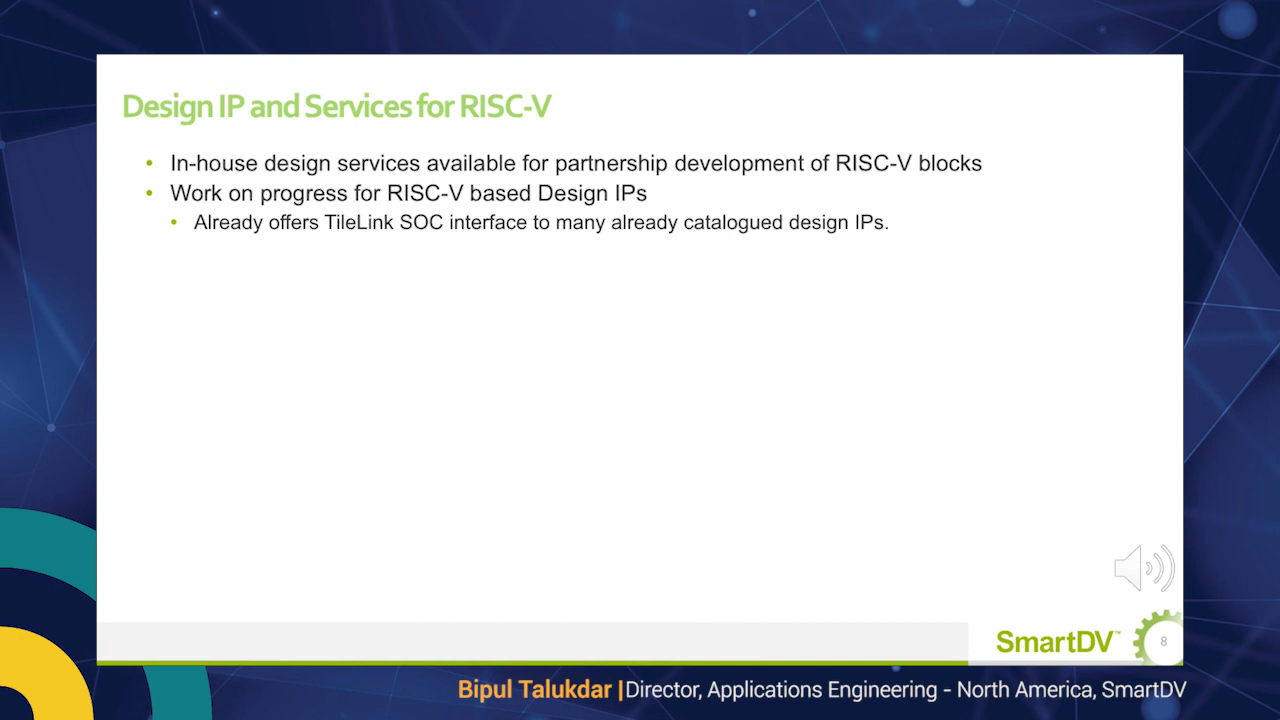 Design IP and Services for RISC-V
• In-house design services available for partnership development of RISC-V blocks
• Work on progress for RISC-V based Design IPs
• Already offers TileLink SOC interface to many already catalogued design IPs.
SmartDV™
8
Bipul Talukdar |Director, Applications Engineering - North America, SmartDV